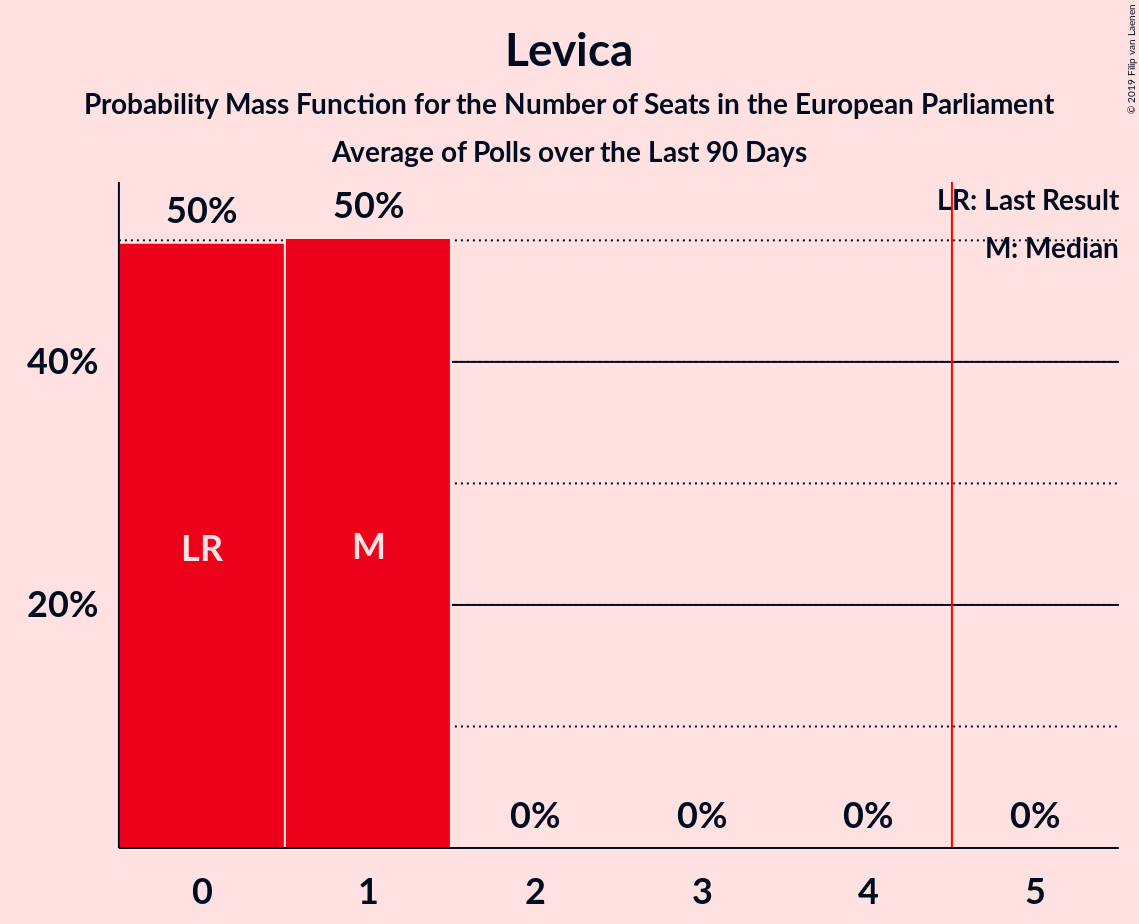 Levica
Probability Mass Function for the Number of Seats in the European Parliament
Average of Polls over the Last 90 Days
© 2019 Filip van Laenen
LR: Last Result
M: Median
50%
50%
40%
20%
LR
M
0%
0%
0%
0%
0
1
2
3
4
5